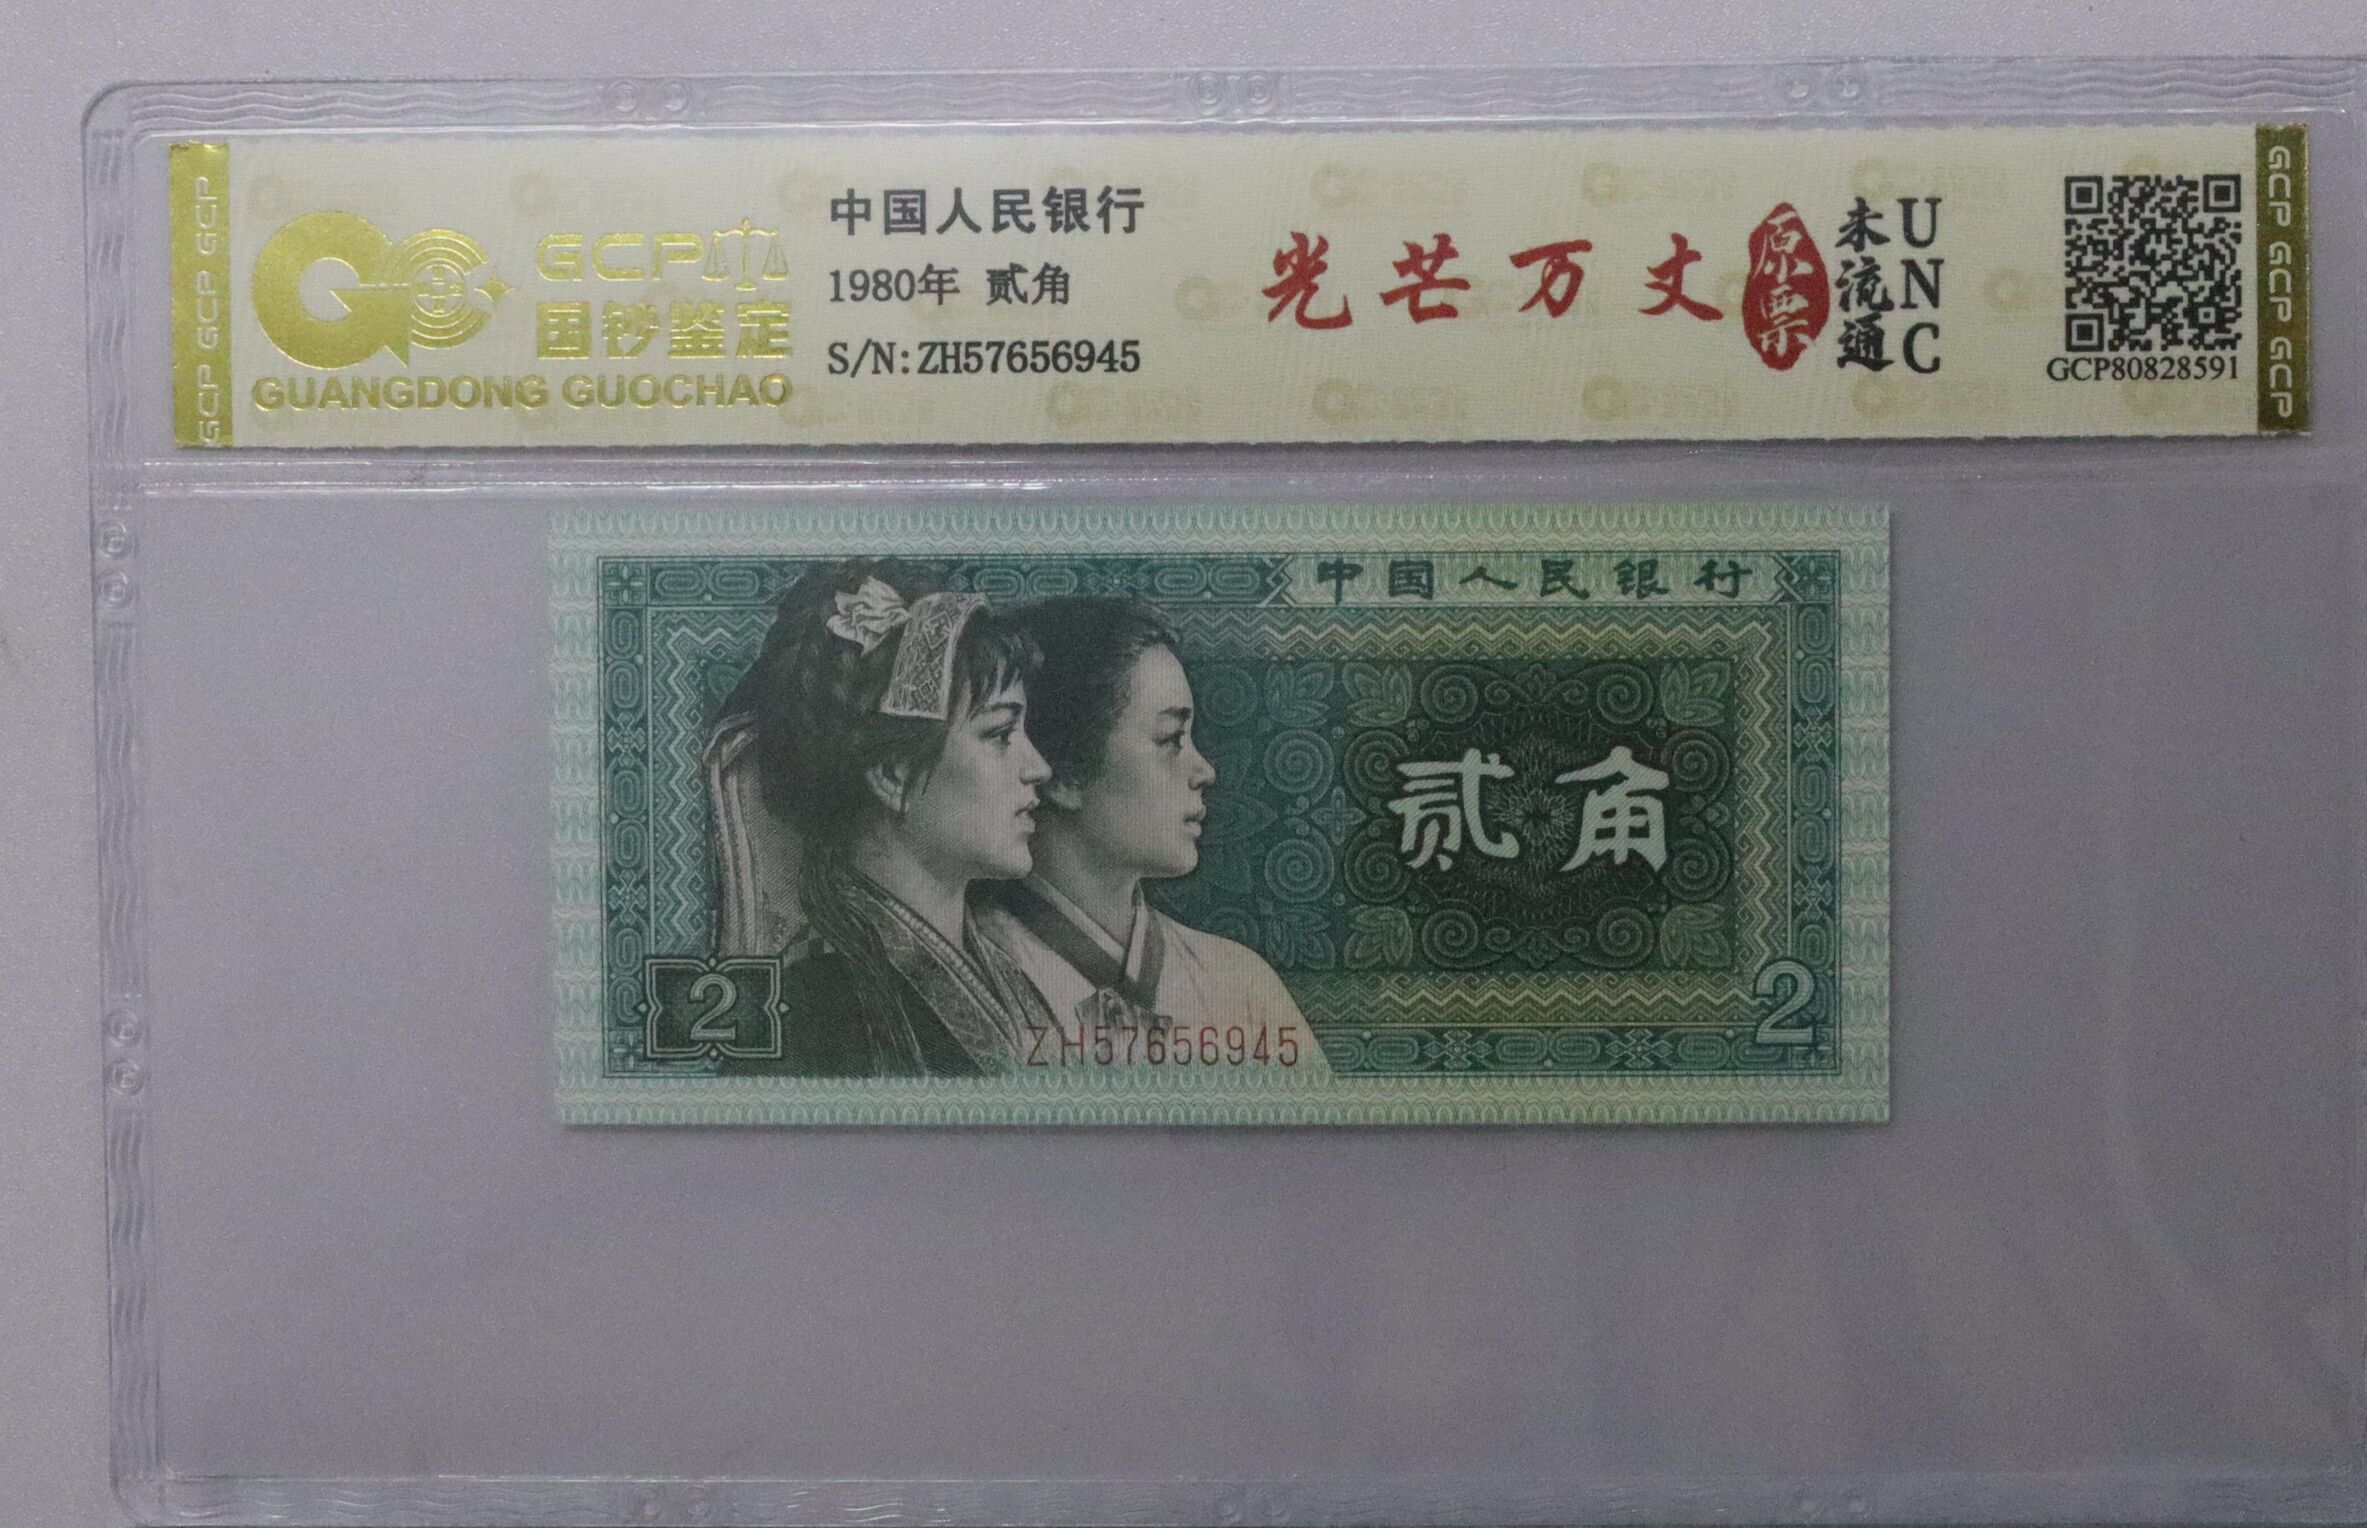 GCP GCP GCP
GCP
国钞鉴定
GUANGDONG GUOCHAO
中国人民银行
1980年 贰角
S/N:ZH57656945
光芒万丈
原票
未流通
UNC
GCP80828591
GCP GCP GCP
中国人民银行
贰角
2
2
ZH57656945